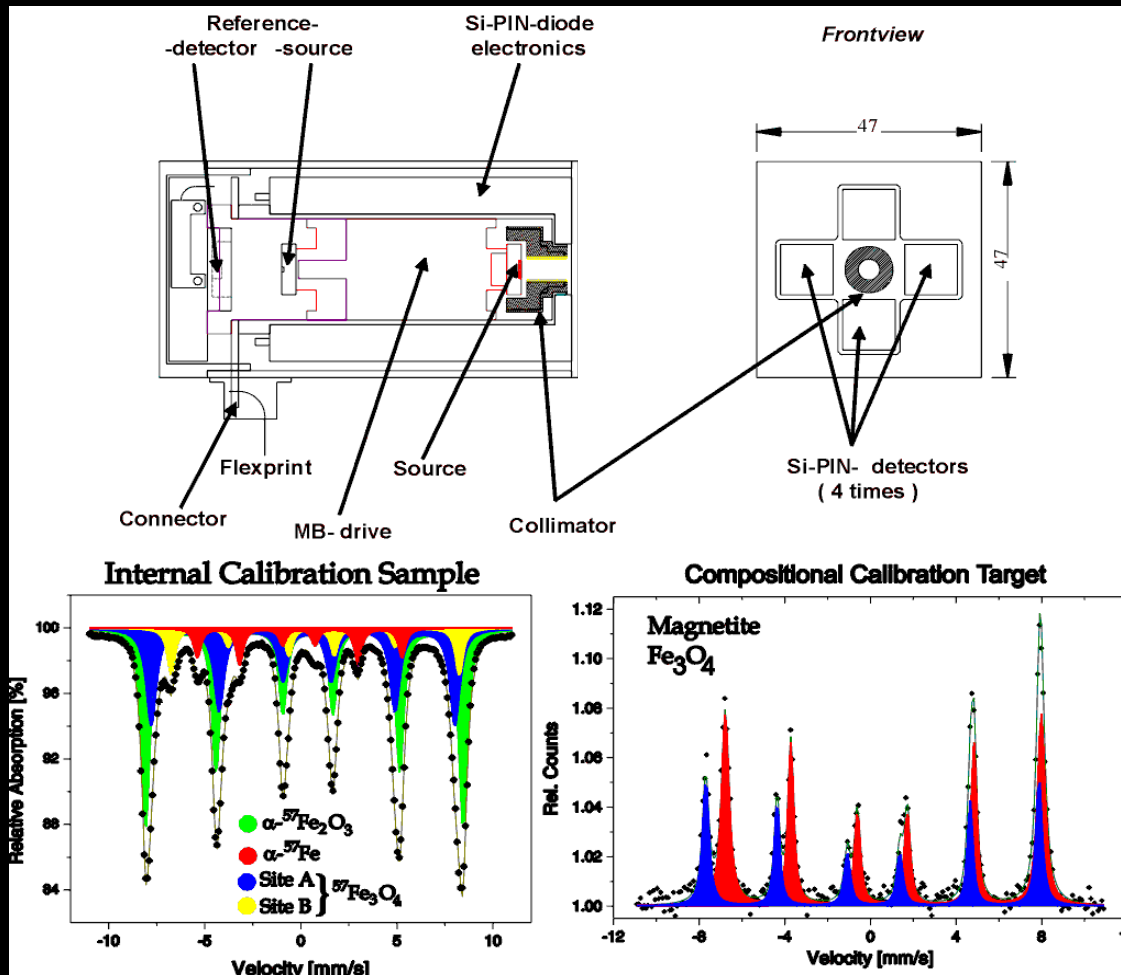 Reference-
-detector -source
Si-PIN-diode
electronics
Frontview
47
47
Flexprint
Source
Connector
MB- drive
Collimator
Si-PIN- detectors
( 4 times )
Internal Calibration Sample
Relative Absorption [%]
100
96
92
88
84
α-⁵⁷Fe₂O₃
α-⁵⁷Fe
Site A
Site B } ⁵⁷Fe₃O₄
-10 -5 0 5 10
Velocity [mm/s]
Compositional Calibration Target
Magnetite
Fe₃O₄
Rel. Counts
1.12
1.10
1.08
1.06
1.04
1.02
1.00
-12 -8 -4 0 4 8
Velocity [mm/s]